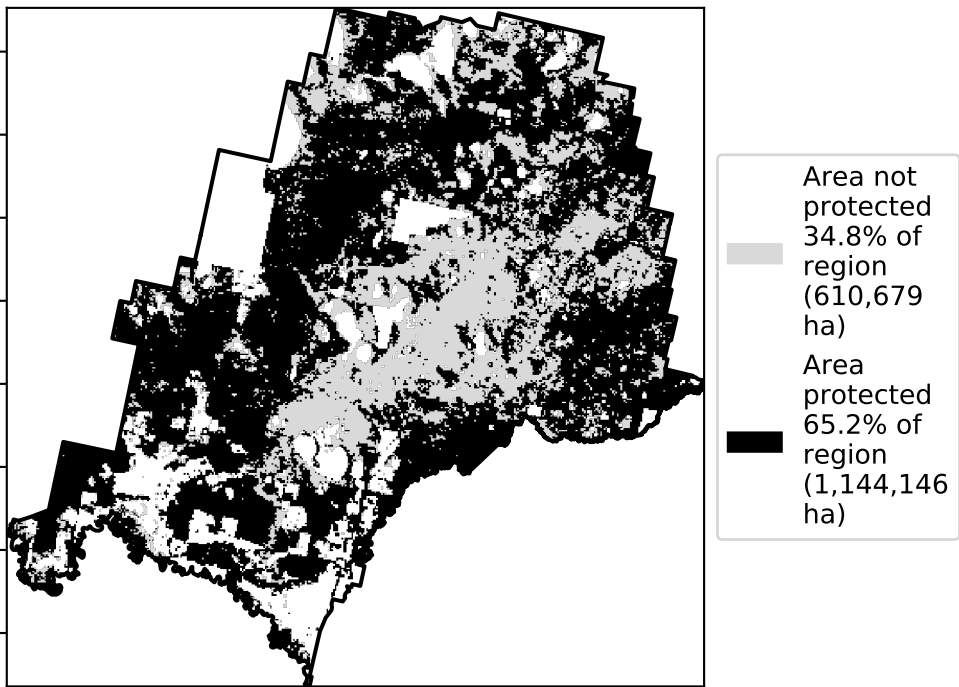 Area not
protected
34.8% of
region
(610,679
ha)
Area
protected
65.2% of
region
(1,144,146
ha)